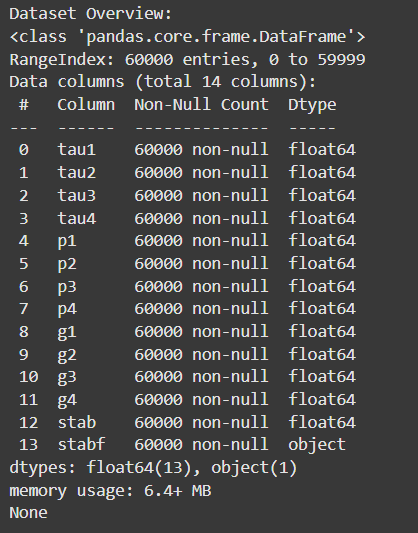 Dataset Overview:
<class 'pandas.core.frame.DataFrame'>
RangeIndex: 60000 entries, 0 to 59999
Data columns (total 14 columns):
 #   Column  Non-Null Count  Dtype
---  ------  --------------  -----
 0   tau1    60000 non-null  float64
 1   tau2    60000 non-null  float64
 2   tau3    60000 non-null  float64
 3   tau4    60000 non-null  float64
 4   p1      60000 non-null  float64
 5   p2      60000 non-null  float64
 6   p3      60000 non-null  float64
 7   p4      60000 non-null  float64
 8   g1      60000 non-null  float64
 9   g2      60000 non-null  float64
 10  g3      60000 non-null  float64
 11  g4      60000 non-null  float64
 12  stab    60000 non-null  float64
 13  stabf   60000 non-null  object
dtypes: float64(13), object(1)
memory usage: 6.4+ MB
None